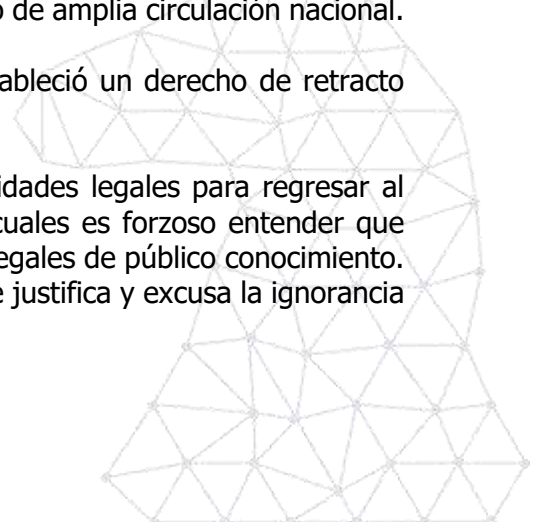 de amplia circulación nacional.
ableció un derecho de retracto
idades legales para regresar al
cuales es forzoso entender que
egales de público conocimiento.
justifica y excusa la ignorancia